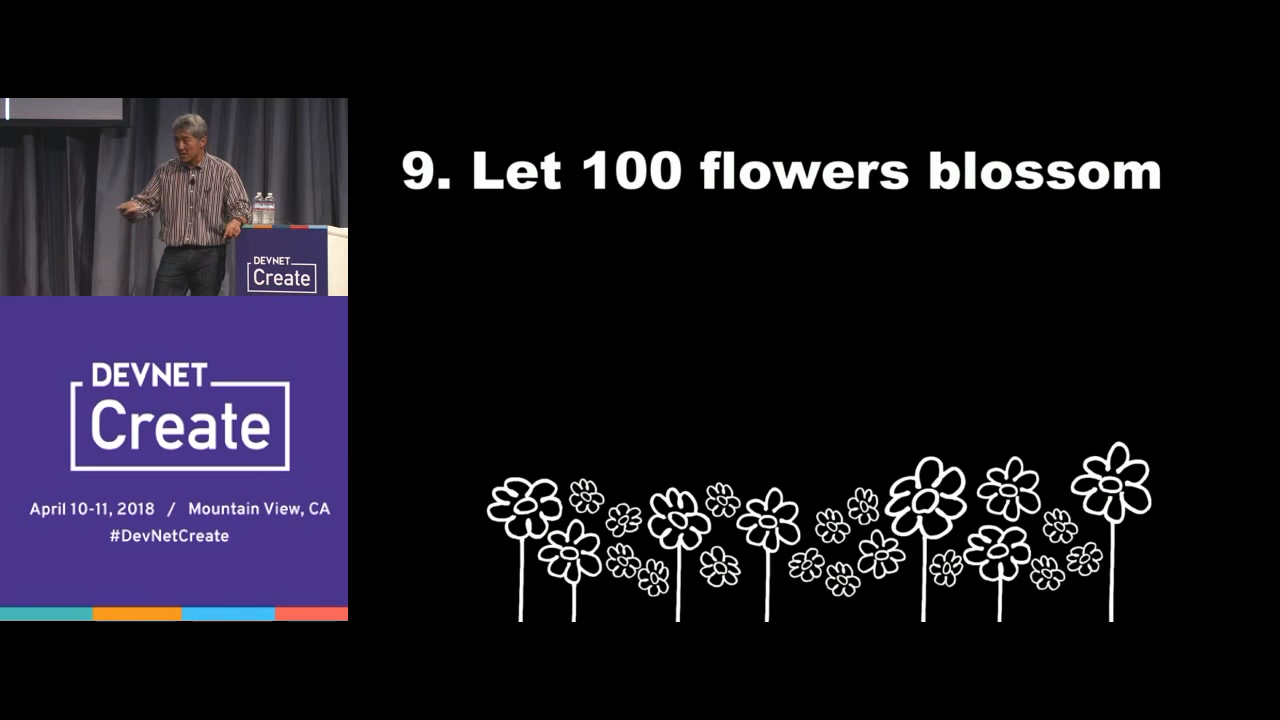 9. Let 100 flowers blossom
DEVNET
Create
DEVNET
Create
April 10-11, 2018 / Mountain View, CA
#DevNetCreate